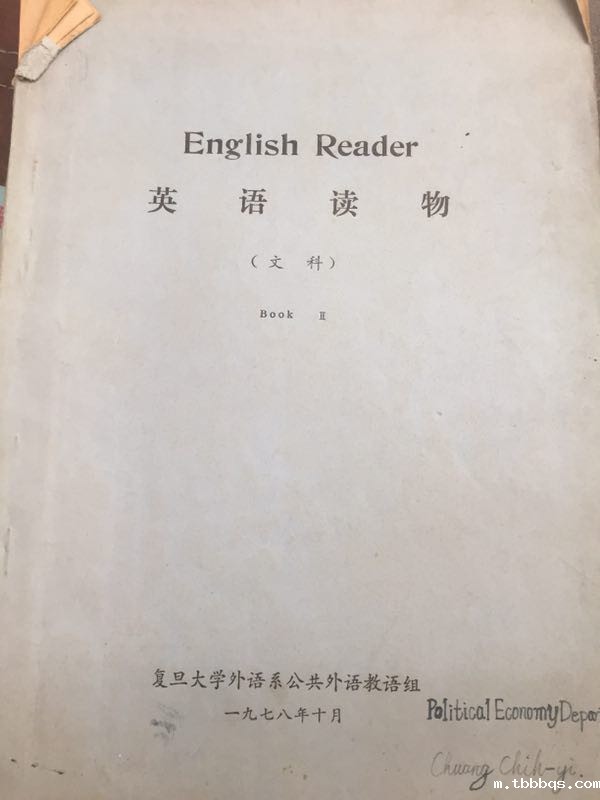 English Reader
英语读物
(文科)
Book II
复旦大学外语系公共外语教语组
一九七八年十月
Political Economy Depar
Chuang Chih-yi.
m.tbbbqs.com